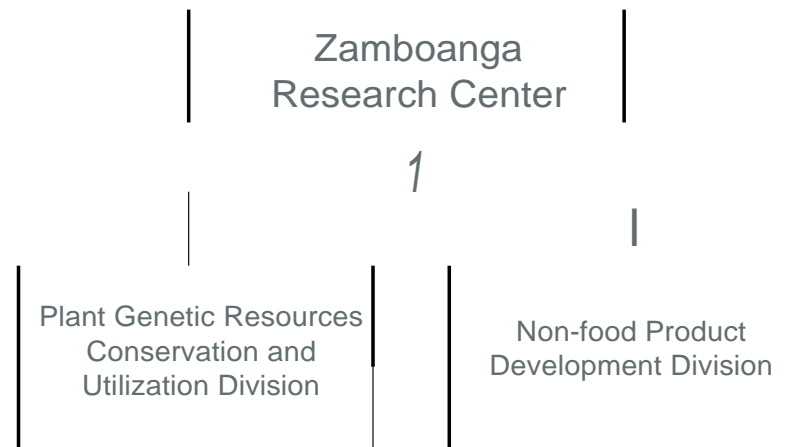 Zamboanga
Research Center
1
Plant Genetic Resources
Conservation and
Utilization Division
Non-food Product
Development Division